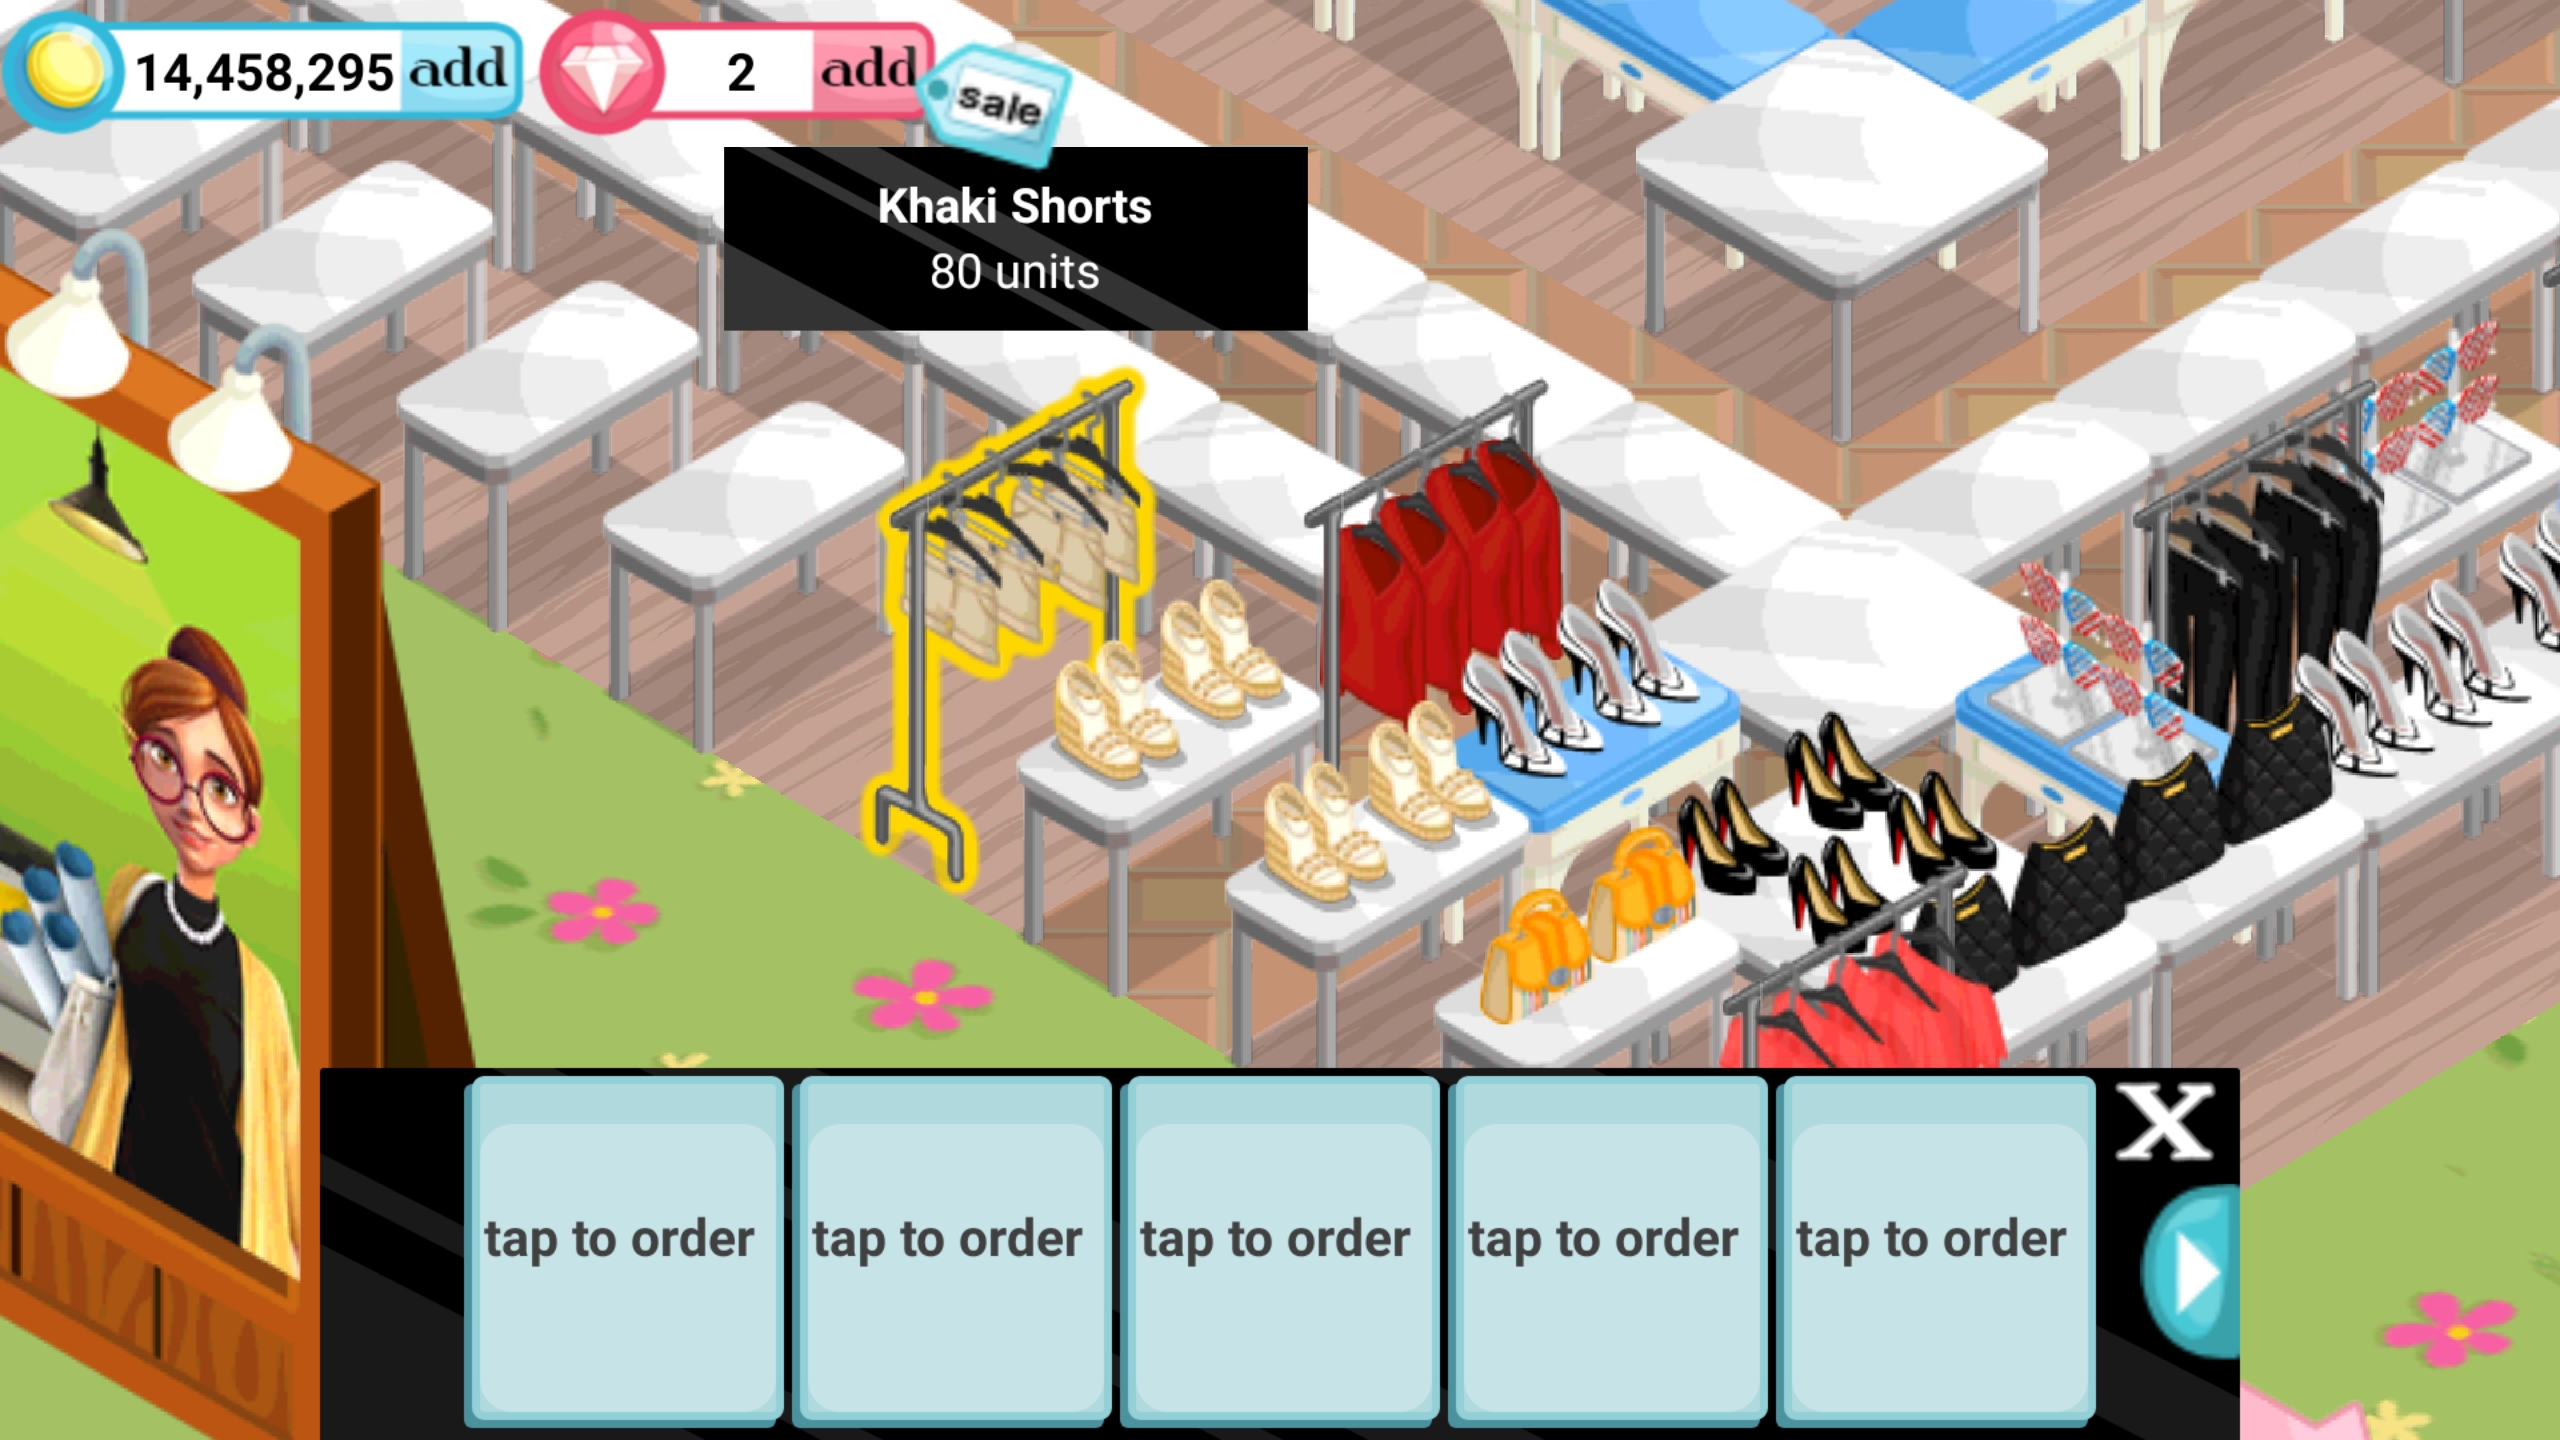 14,458,295 add
2 add
sale
Khaki Shorts
80 units
tap to order
tap to order
tap to order
tap to order
tap to order
X